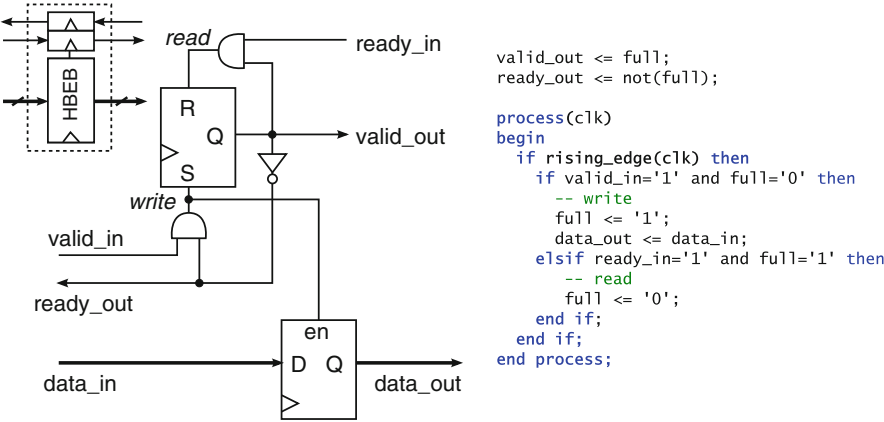 HBEB
read
ready_in
R
Q
valid_out
S
write
valid_in
ready_out
en
D Q
data_in
data_out
valid_out <= full;
ready_out <= not(full);
process(clk)
begin
if rising_edge(clk) then
if valid_in='1' and full='0' then
-- write
full <= '1';
data_out <= data_in;
elsif ready_in='1' and full='1' then
-- read
full <= '0';
end if;
end if;
end process;